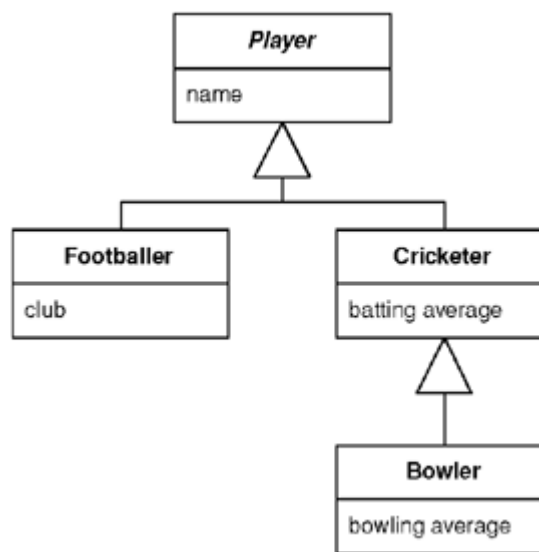 Player
name
Footballer
club
Cricketer
batting average
Bowler
bowling average